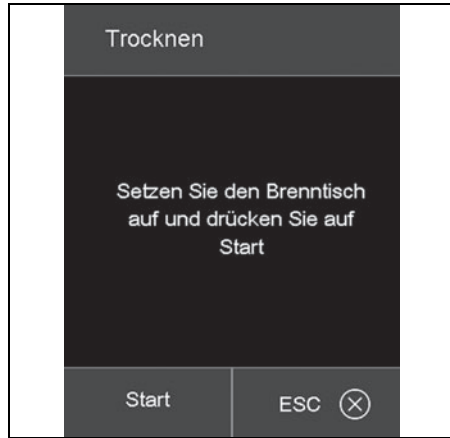 Trocknen
Setzen Sie den Brenntisch
auf und drücken Sie auf
Start
Start
ESC